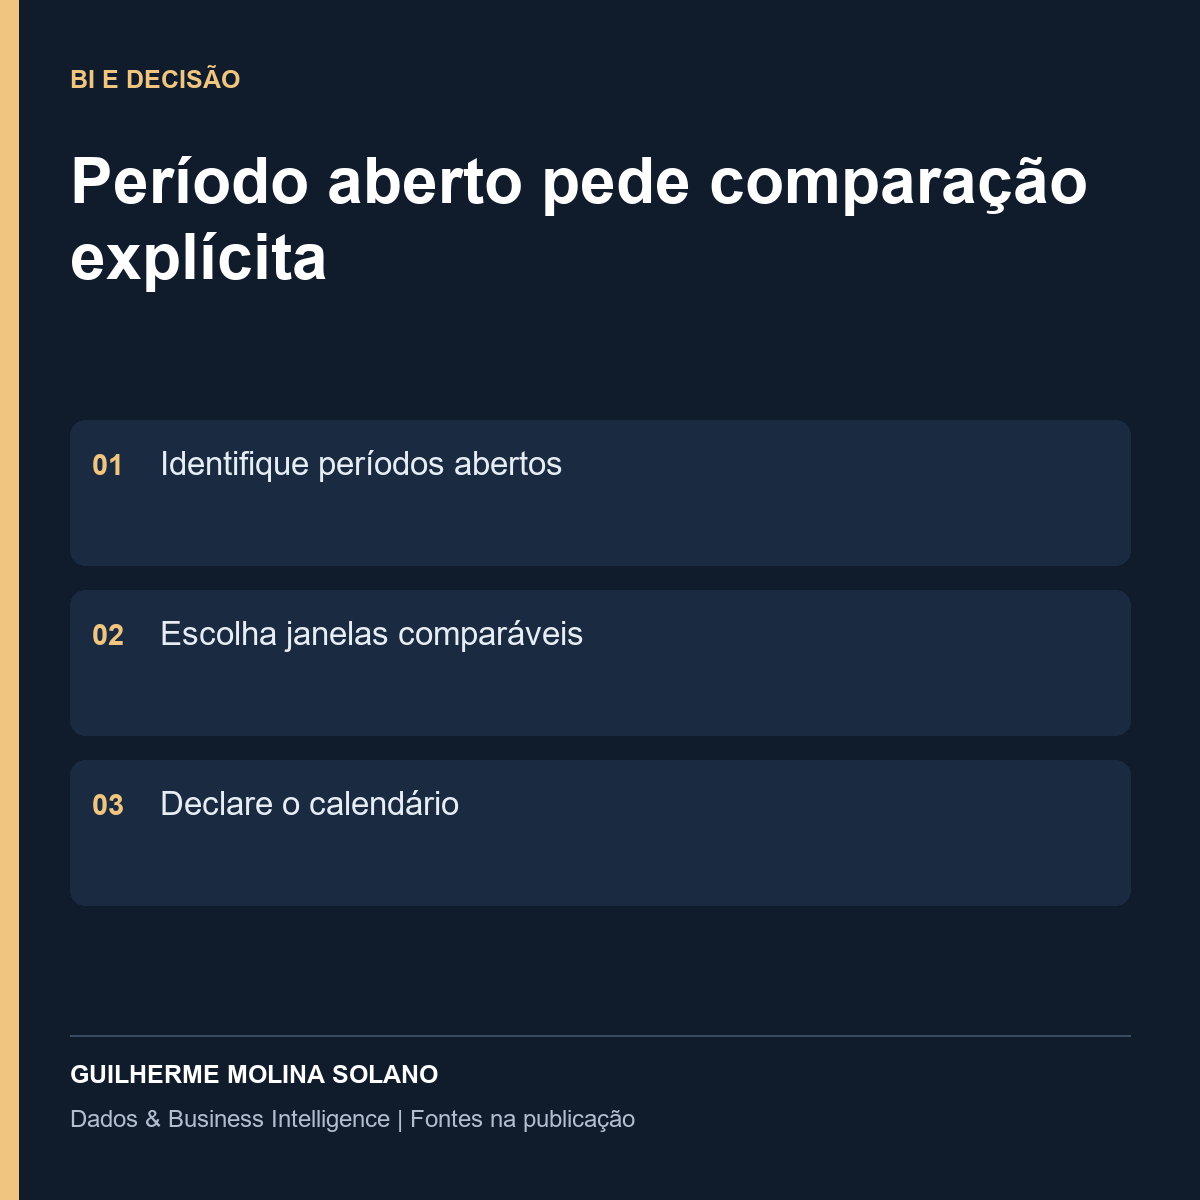 BI E DECISÃO
Período aberto pede comparação
explícita
01 Identifique períodos abertos
02 Escolha janelas comparáveis
03 Declare o calendário
GUILHERME MOLINA SOLANO
Dados & Business Intelligence | Fontes na publicação